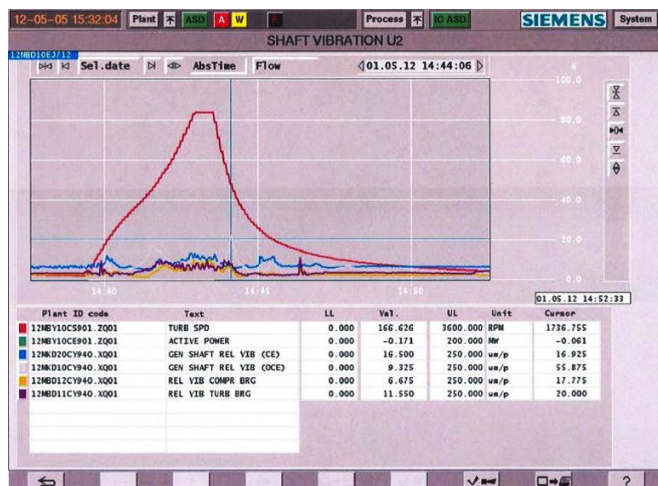 12-05-05 15:32:04 Plant ASD A W F Process IC ASD SIEMENS System
SHAFT VIBRATION U2
12MBD10EJ/12
Sel.date AbsTime Flow 01.05.12 14:44:06
%
100.0
80.0
60.0
40.0
20.0
0.0
14:40 14:45 14:50
01.05.12 14:52:33
Plant ID code Text LL Val. UL Unit Cursor
12MBY10CS901.ZQ01 TURB SPD 0.000 166.626 3600.000 RPM 1736.755
12MBY10CE901.ZQ01 ACTIVE POWER 0.000 -0.171 200.000 MW -0.061
12MKD20CY940.XQ01 GEN SHAFT REL VIB (CE) 0.000 16.500 250.000 um/p 16.925
12MKD10CY940.XQ01 GEN SHAFT REL VIB (OCE) 0.000 9.325 250.000 um/p 55.875
12MBD12CY940.XQ01 REL VIB COMPR BRG 0.000 6.675 250.000 um/p 17.775
12MBD11CY940.XQ01 REL VIB TURB BRG 0.000 11.550 250.000 um/p 20.000
?